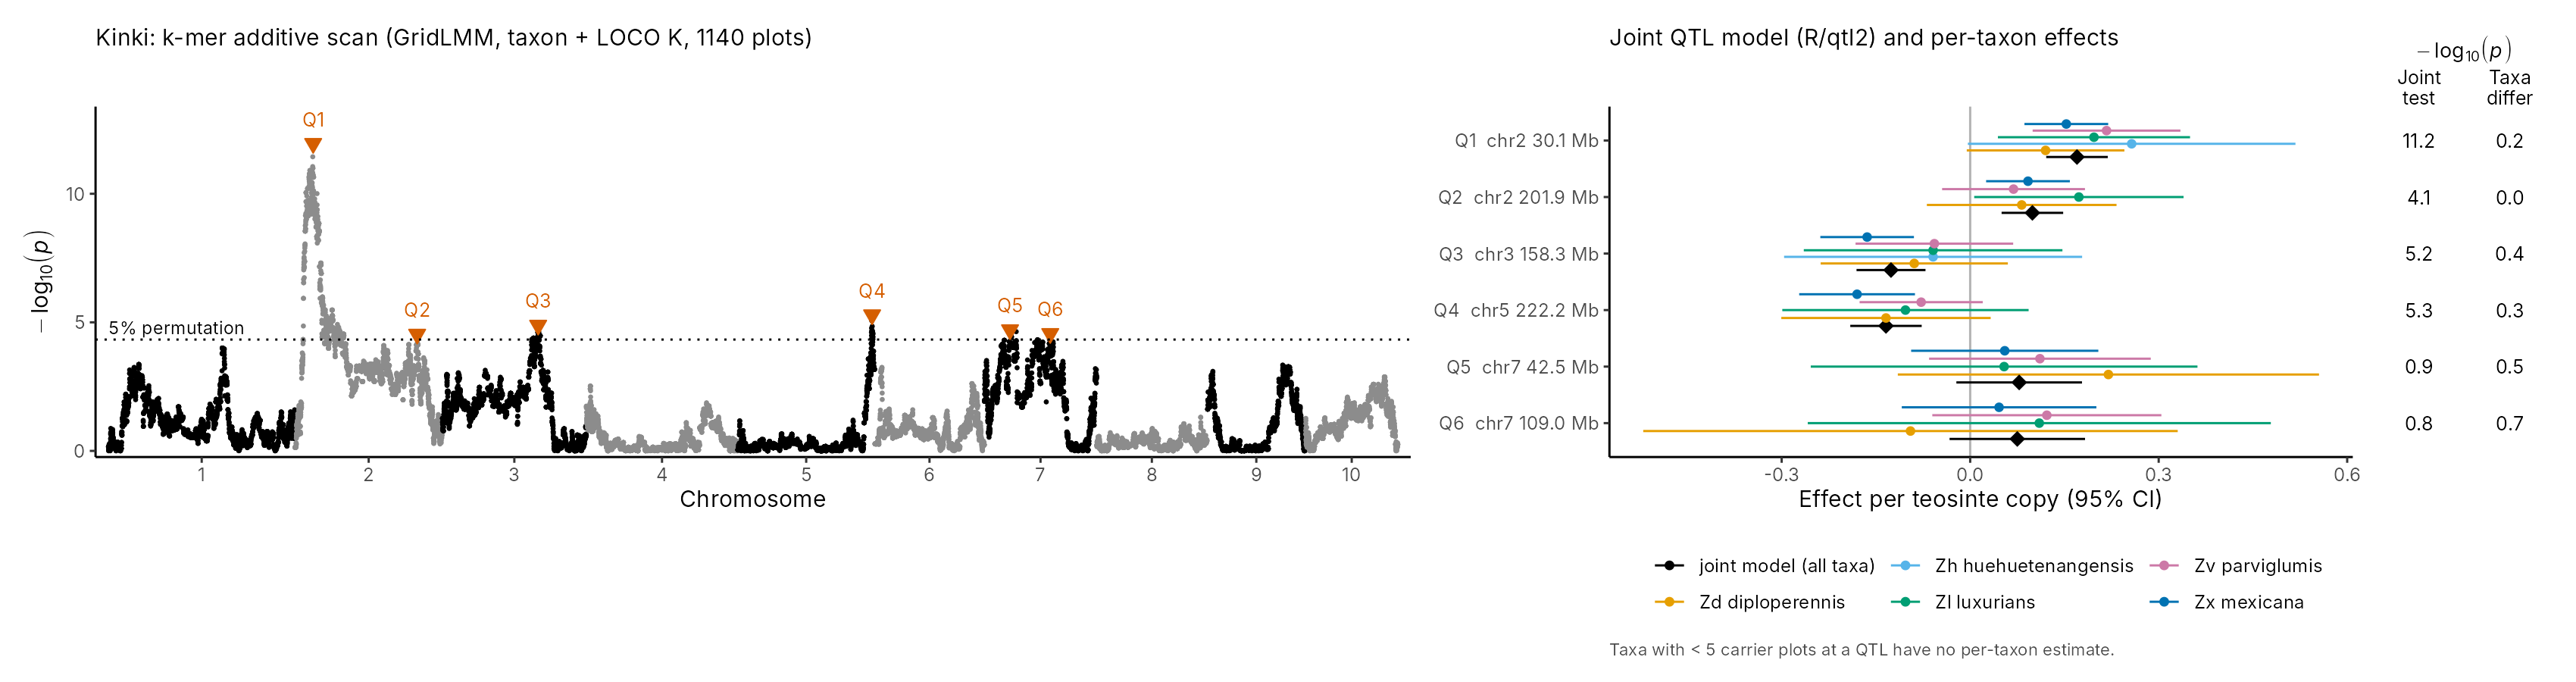 Kinki: k-mer additive scan (GridLMM, taxon + LOCO K, 1140 plots)
Q1
Q2
Q3
Q4
Q5
Q6
5% permutation
10
5
0
−log10(p)
1 2 3 4 5 6 7 8 9 10
Chromosome
Joint QTL model (R/qtl2) and per-taxon effects
−log10(p)
Joint test
Taxa differ
Q1 chr2 30.1 Mb 11.2 0.2
Q2 chr2 201.9 Mb 4.1 0.0
Q3 chr3 158.3 Mb 5.2 0.4
Q4 chr5 222.2 Mb 5.3 0.3
Q5 chr7 42.5 Mb 0.9 0.5
Q6 chr7 109.0 Mb 0.8 0.7
-0.3 0.0 0.3 0.6
Effect per teosinte copy (95% CI)
joint model (all taxa) Zh huehuetenangensis Zv parviglumis
Zd diploperennis Zl luxurians Zx mexicana
Taxa with < 5 carrier plots at a QTL have no per-taxon estimate.